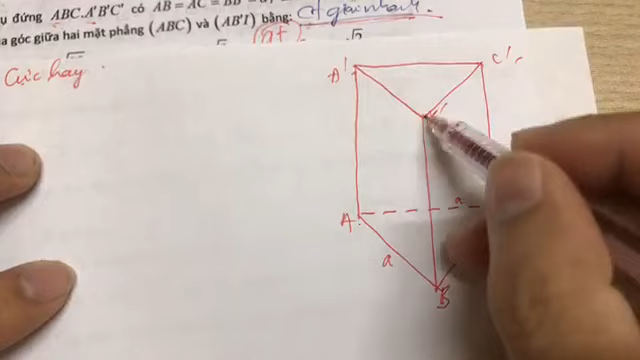 ụ đứng ABC.A'B'C' có AB = AC = BB
a góc giữa hai mặt phẳng (ABC) và (AB'I) bằng:
Cực hay.
A'
C'
A
a
a
B